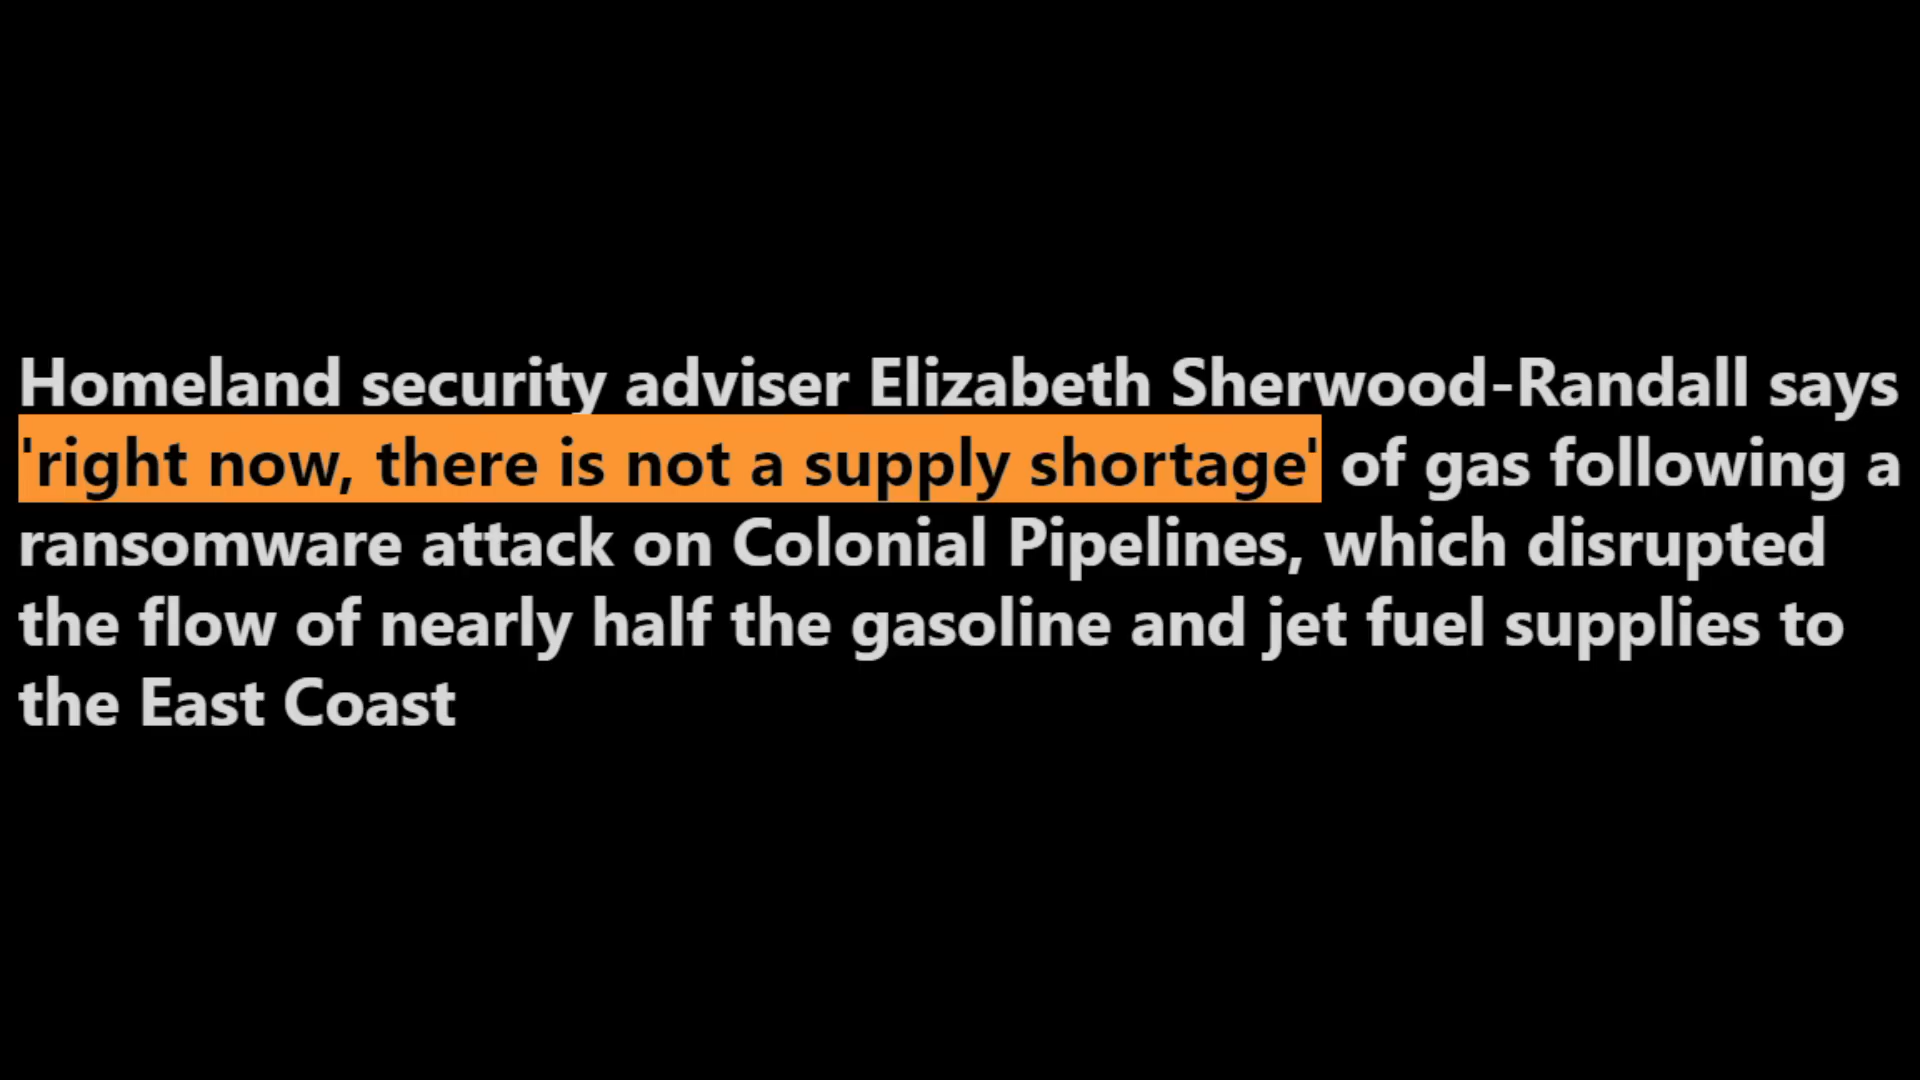 Homeland security adviser Elizabeth Sherwood-Randall says
'right now, there is not a supply shortage' of gas following a
ransomware attack on Colonial Pipelines, which disrupted
the flow of nearly half the gasoline and jet fuel supplies to
the East Coast